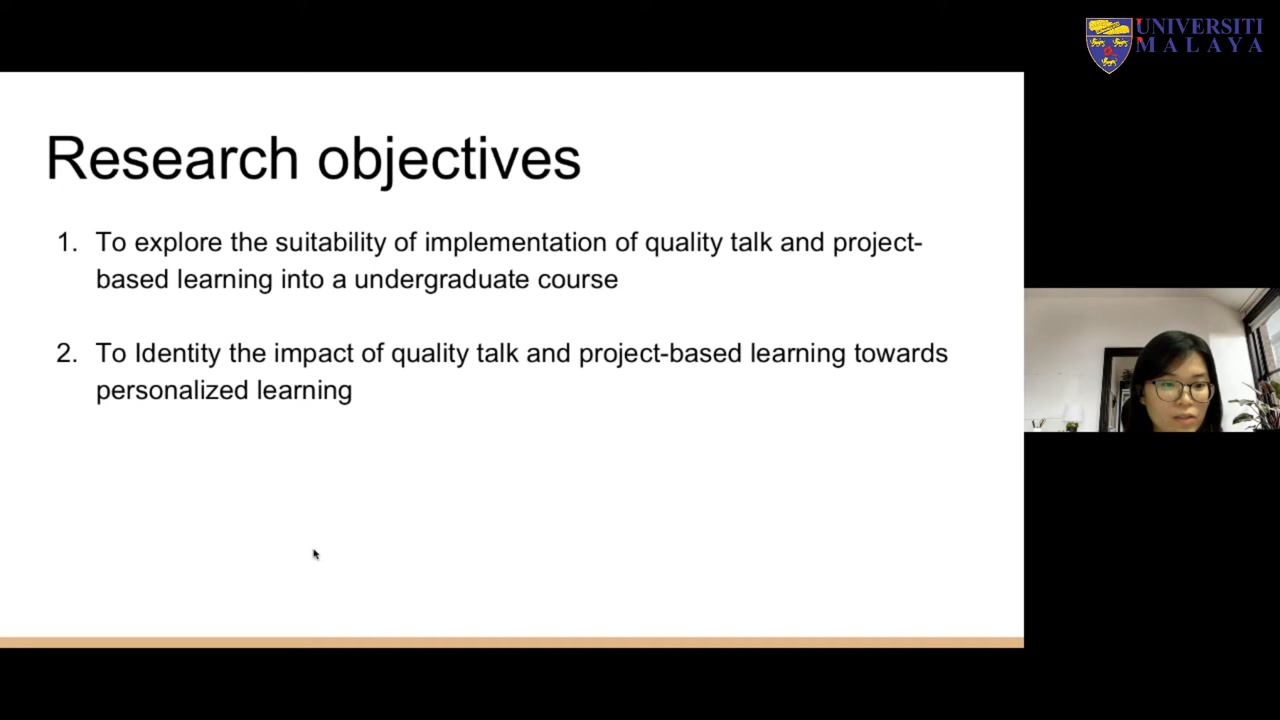 UNIVERSITI
MALAYA
Research objectives
1. To explore the suitability of implementation of quality talk and project-
based learning into a undergraduate course
2. To Identity the impact of quality talk and project-based learning towards
personalized learning